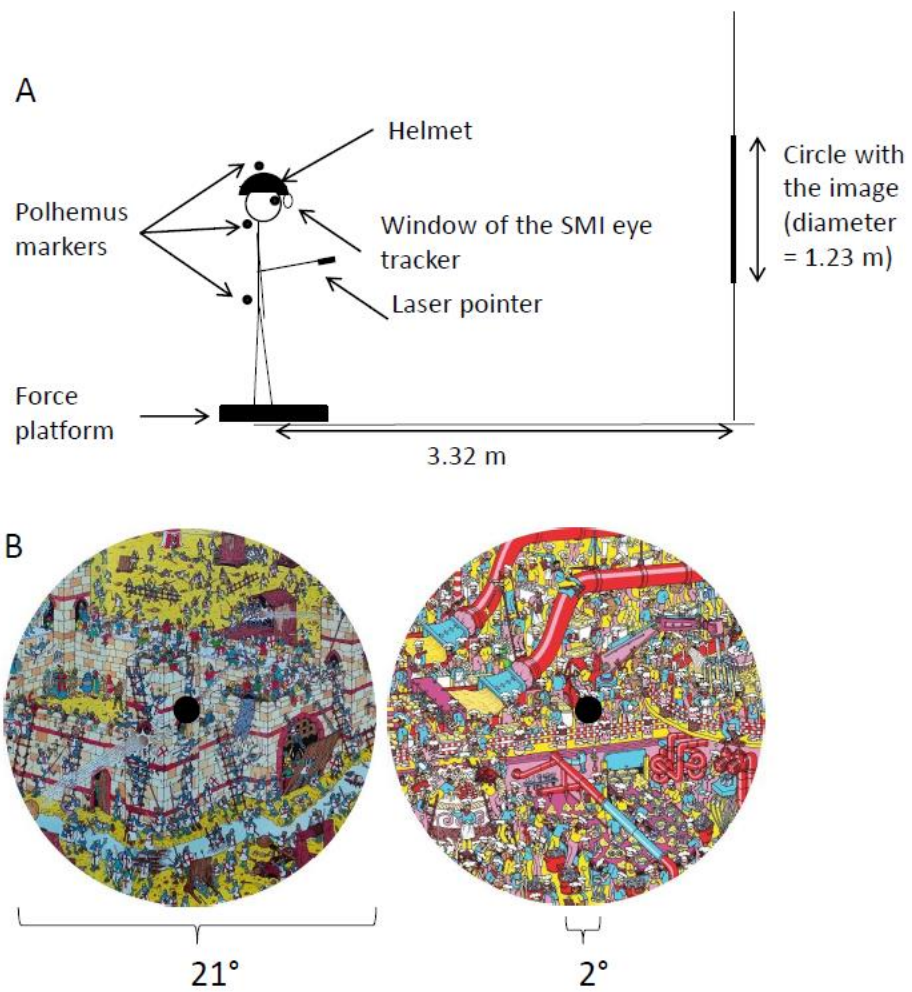 A
Helmet
Circle with
the image
(diameter
= 1.23 m)
Polhemus
markers
Window of the SMI eye
tracker
Laser pointer
Force
platform
3.32 m
B
21°
2°